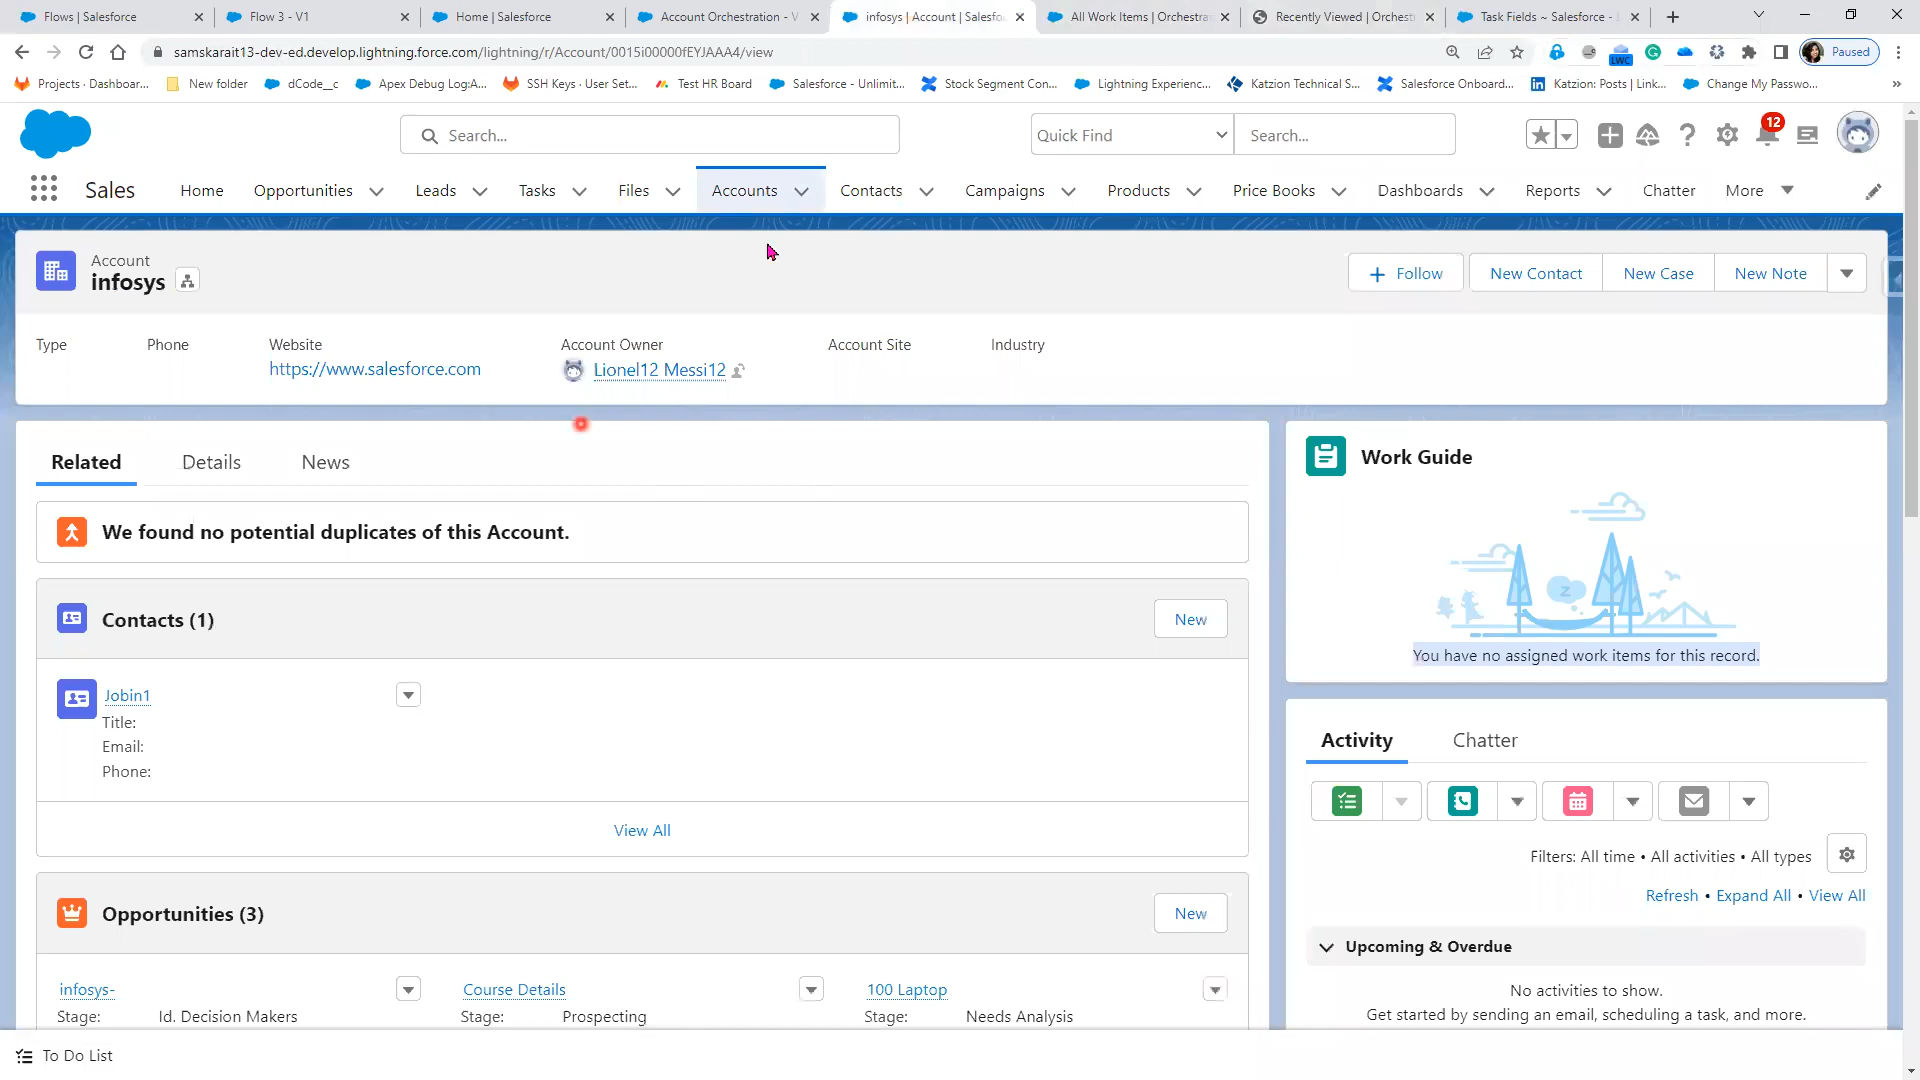 Flows | Salesforce
Flow 3 - V1
Home | Salesforce
Account Orchestration - V
infosys | Account | Salesfo
All Work Items | Orchestra
Recently Viewed | Orchest
Task Fields ~ Salesforce -
samskarait13-dev-ed.develop.lightning.force.com/lightning/r/Account/0015i00000fEYJAAA4/view
LWC
Paused
Projects · Dashboar...
New folder
dCode__c
Apex Debug Log:A...
SSH Keys · User Set...
Test HR Board
Salesforce - Unlimit...
Stock Segment Con...
Lightning Experienc...
Katzion Technical S...
Salesforce Onboard...
Katzion: Posts | Link...
Change My Passwo...
Search...
Quick Find
Search...
12
Sales
Home
Opportunities
Leads
Tasks
Files
Accounts
Contacts
Campaigns
Products
Price Books
Dashboards
Reports
Chatter
More
Account
infosys
Follow
New Contact
New Case
New Note
Type
Phone
Website
Account Owner
Account Site
Industry
https://www.salesforce.com
Lionel12 Messi12
Related
Details
News
We found no potential duplicates of this Account.
Contacts (1)
New
Jobin1
Title:
Email:
Phone:
View All
Opportunities (3)
New
infosys-
Course Details
100 Laptop
Stage: Id. Decision Makers
Stage: Prospecting
Stage: Needs Analysis
Work Guide
z
You have no assigned work items for this record.
Activity
Chatter
Filters: All time • All activities • All types
Refresh • Expand All • View All
Upcoming & Overdue
No activities to show.
Get started by sending an email, scheduling a task, and more.
To Do List